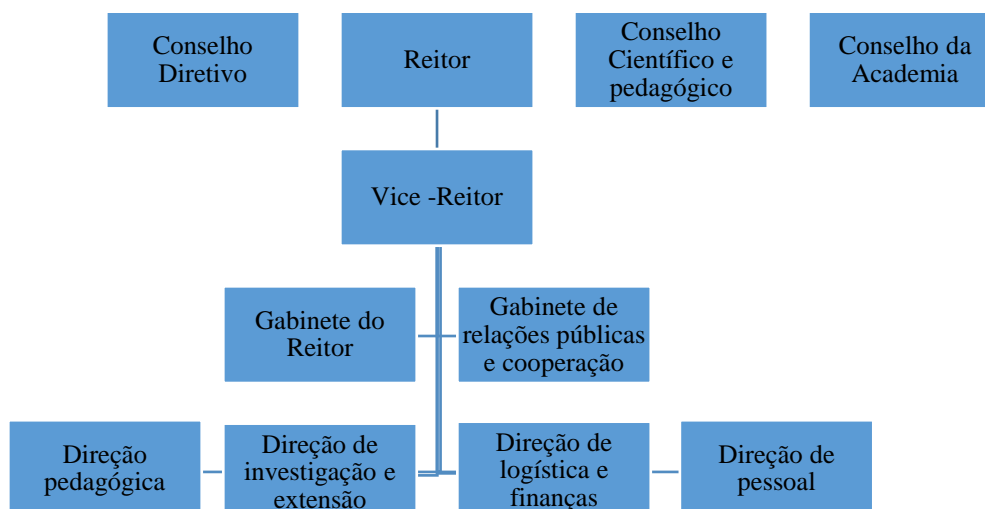 Conselho
Diretivo
Reitor
Conselho
Científico e
pedagógico
Conselho da
Academia
Vice -Reitor
Gabinete do
Reitor
Gabinete de
relações públicas
e cooperação
Direção
pedagógica
Direção de
investigação e
extensão
Direção de
logística e
finanças
Direção de
pessoal